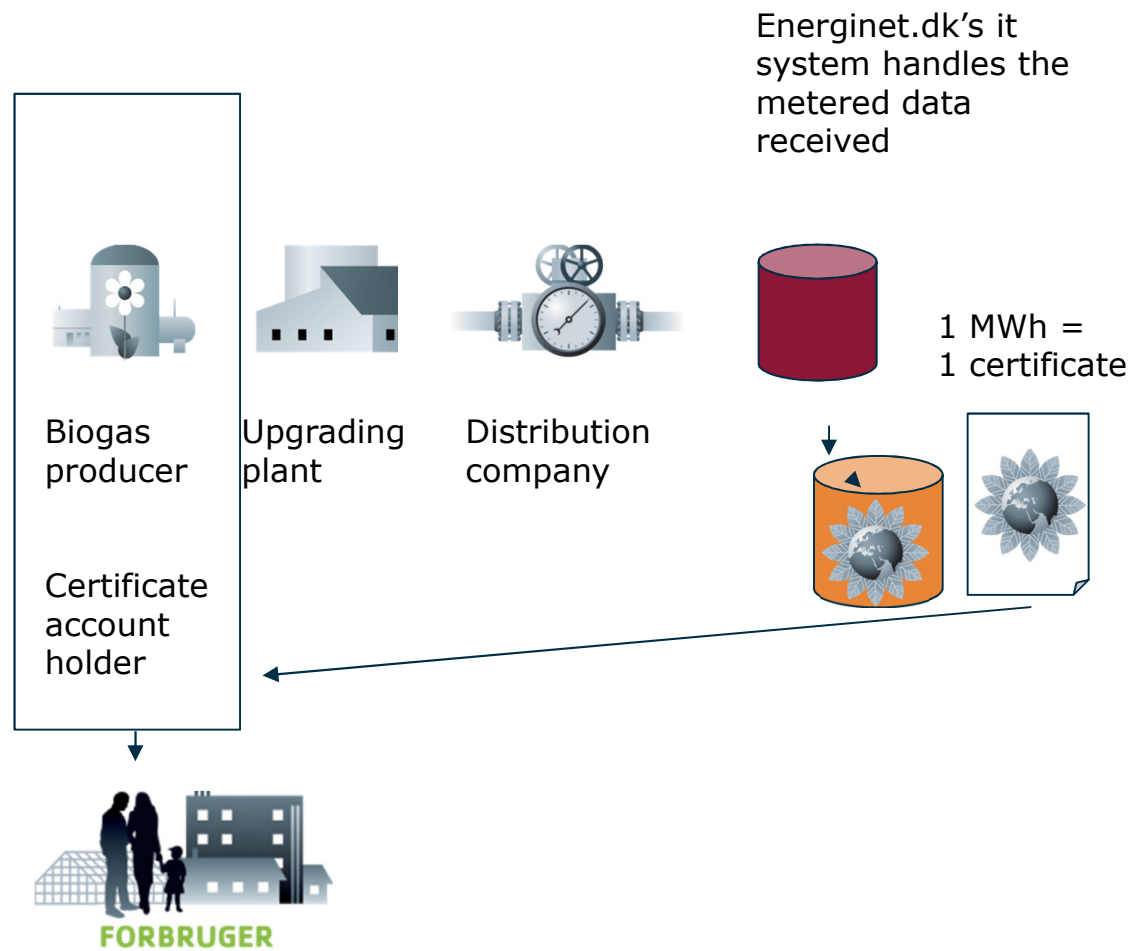 Energinet.dk's it
system handles the
metered data
received
1 MWh =
1 certificate
Biogas
producer
Upgrading
plant
Distribution
company
Certificate
account
holder
FORBRUGER